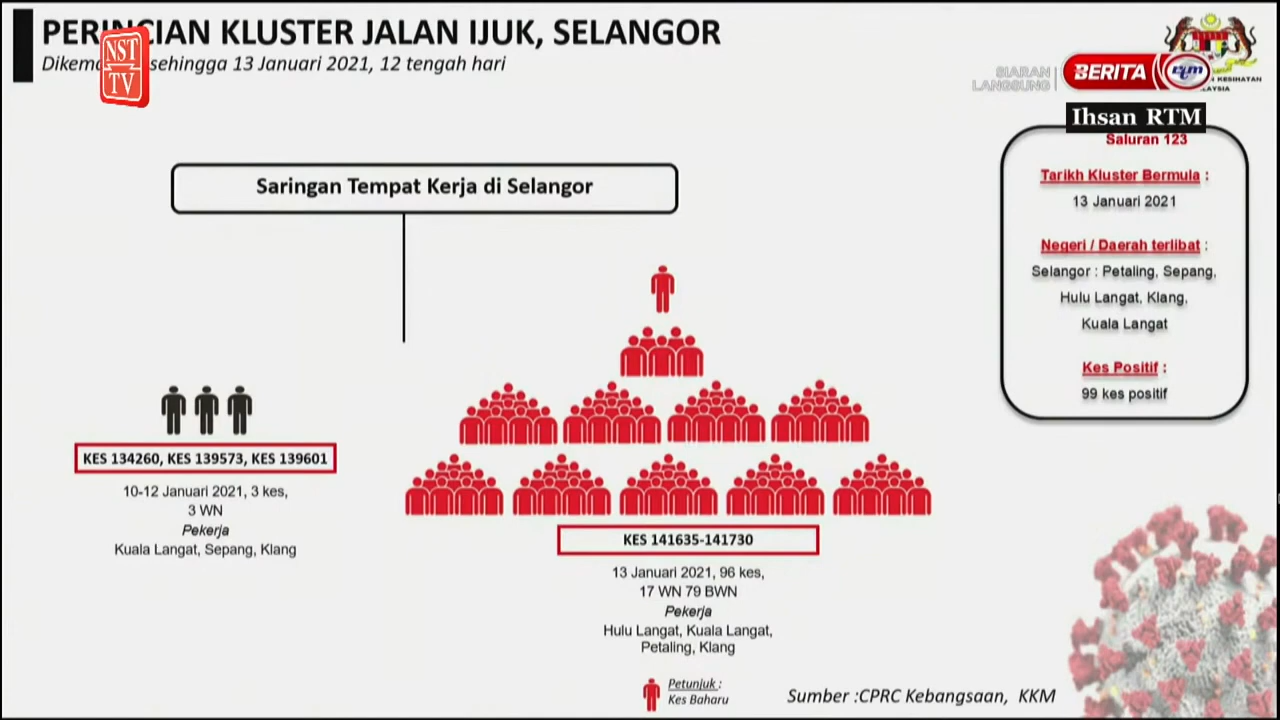 PERINCIAN KLUSTER JALAN IJUK, SELANGOR
sehingga 13 Januari 2021, 12 tengah hari
NST
TV
SIARAN
LANGSUNG
BERITA
rtm
KESIHATAN
Ihsan RTM
Saluran 123
Tarikh Kluster Bermula :
13 Januari 2021
Negeri / Daerah terlibat :
Selangor : Petaling, Sepang,
Hulu Langat, Klang,
Kuala Langat
Kes Positif :
99 kes positif
Saringan Tempat Kerja di Selangor
KES 134260, KES 139573, KES 139601
10-12 Januari 2021, 3 kes,
3 WN
Pekerja
Kuala Langat, Sepang, Klang
KES 141635-141730
13 Januari 2021, 96 kes,
17 WN 79 BWN
Pekerja
Hulu Langat, Kuala Langat,
Petaling, Klang
Petunjuk :
Kes Baharu
Sumber :CPRC Kebangsaan, KKM